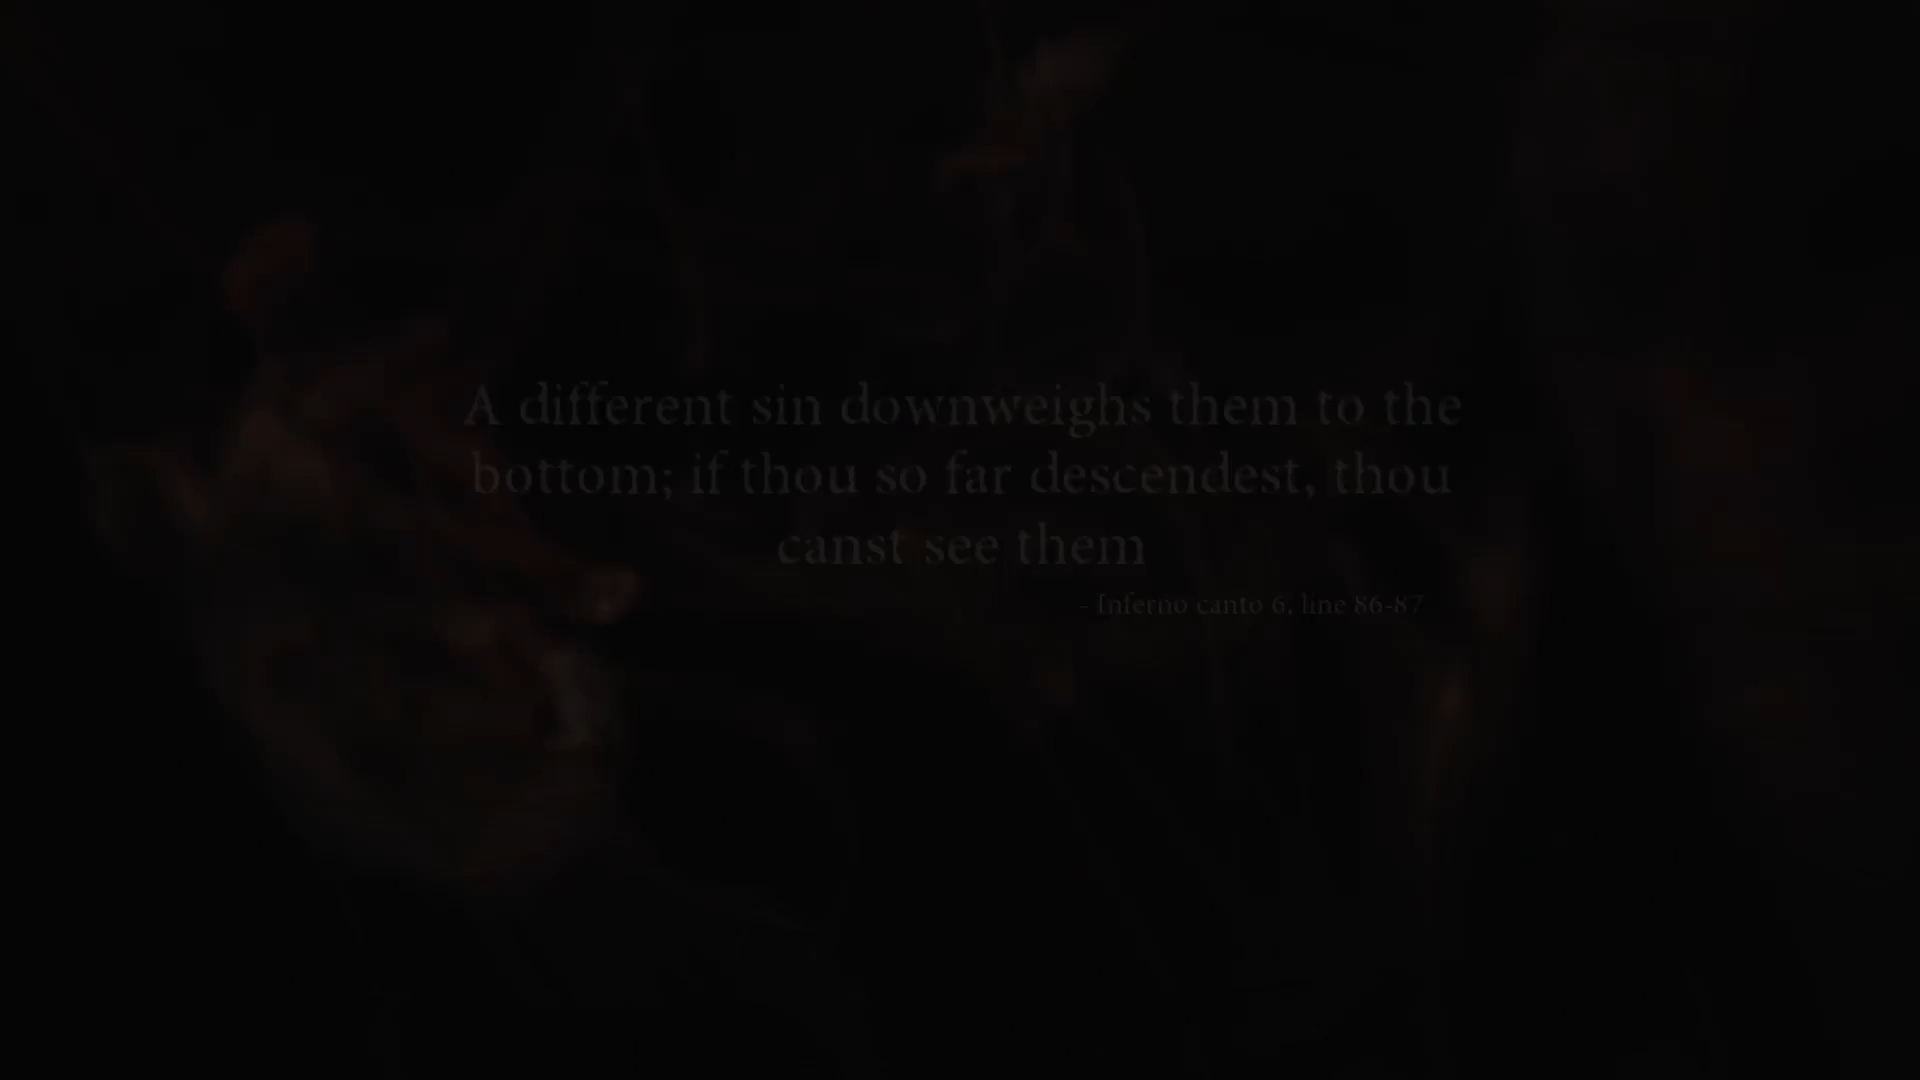 A different sin downweighs them to the
bottom; if thou so far descendest, thou
canst see them
- Inferno canto 6, line 86-87